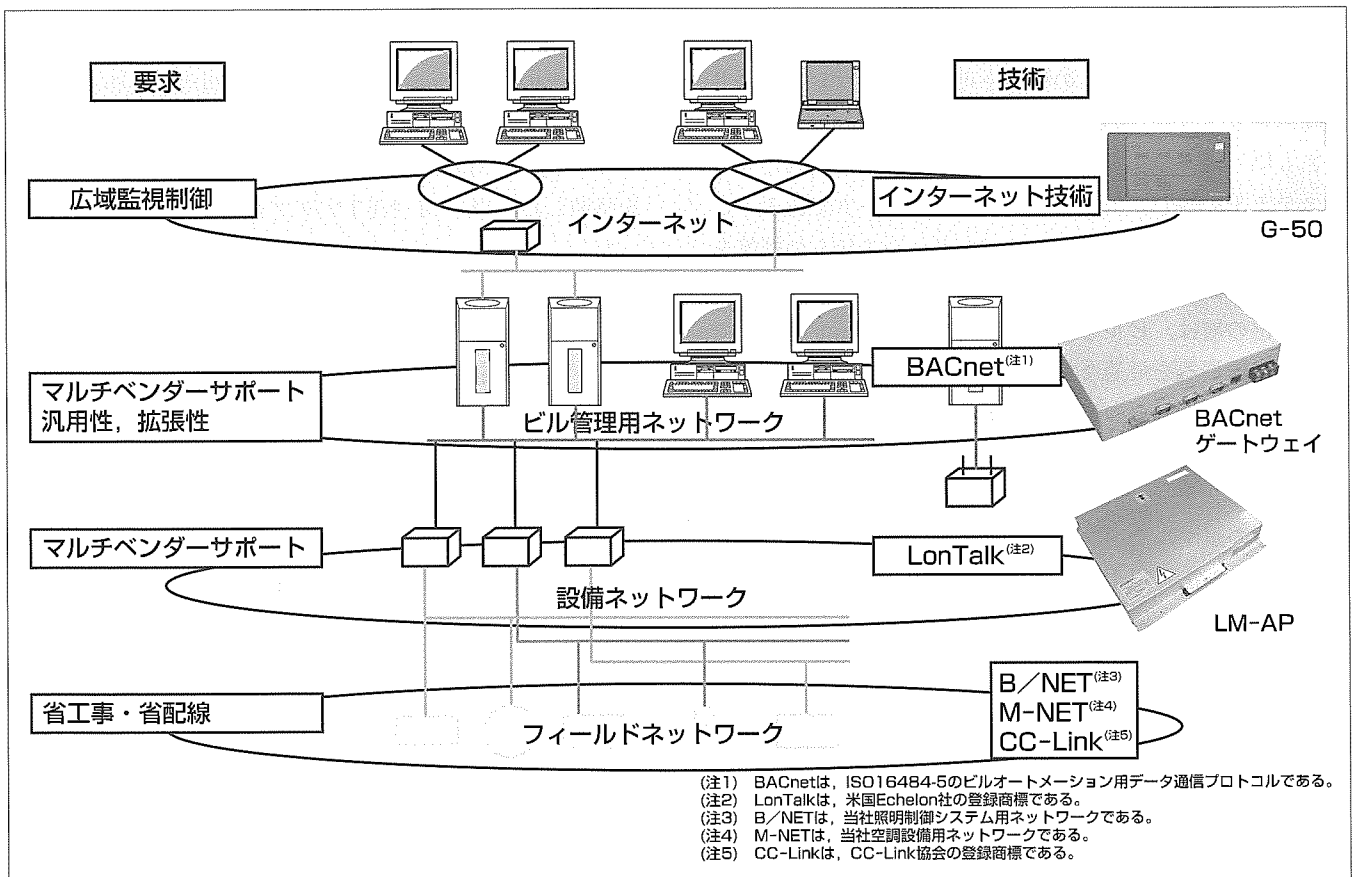 要求
技術
広域監視制御
インターネット技術
インターネット
G-50
マルチベンダーサポート
汎用性，拡張性
BACnet(注1)
ビル管理用ネットワーク
BACnet
ゲートウェイ
マルチベンダーサポート
LonTalk(注2)
設備ネットワーク
LM-AP
省工事・省配線
B／NET(注3)
M-NET(注4)
CC-Link(注5)
フィールドネットワーク
(注1) BACnetは，ISO16484-5のビルオートメーション用データ通信プロトコルである。
(注2) LonTalkは，米国Echelon社の登録商標である。
(注3) B／NETは，当社照明制御システム用ネットワークである。
(注4) M-NETは，当社空調設備用ネットワークである。
(注5) CC-Linkは，CC-Link協会の登録商標である。